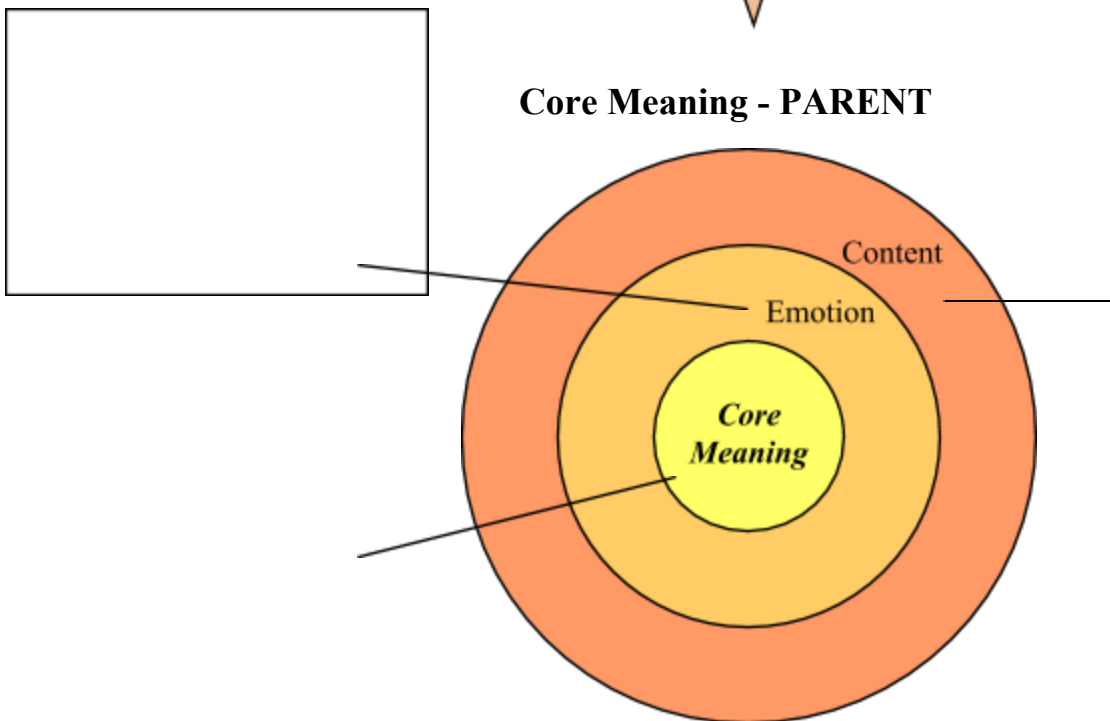 Core Meaning - PARENT
Content
Emotion
Core
Meaning